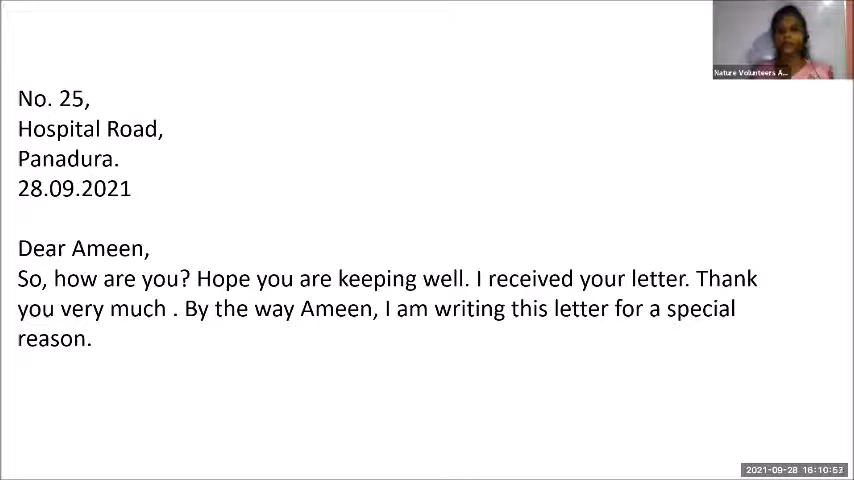 Nature Volunteers A...
No. 25,
Hospital Road,
Panadura.
28.09.2021
Dear Ameen,
So, how are you? Hope you are keeping well. I received your letter. Thank
you very much . By the way Ameen, I am writing this letter for a special
reason.
2021-09-28 16:10:53